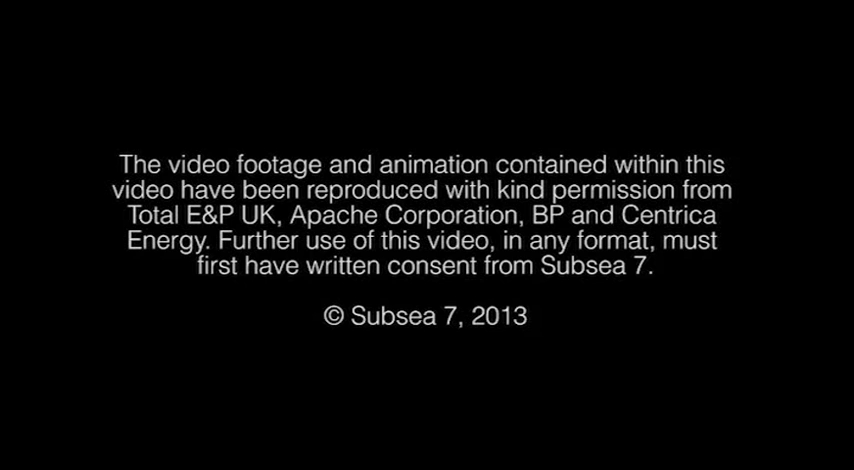 The video footage and animation contained within this
video have been reproduced with kind permission from
Total E&P UK, Apache Corporation, BP and Centrica
Energy. Further use of this video, in any format, must
first have written consent from Subsea 7.
© Subsea 7, 2013